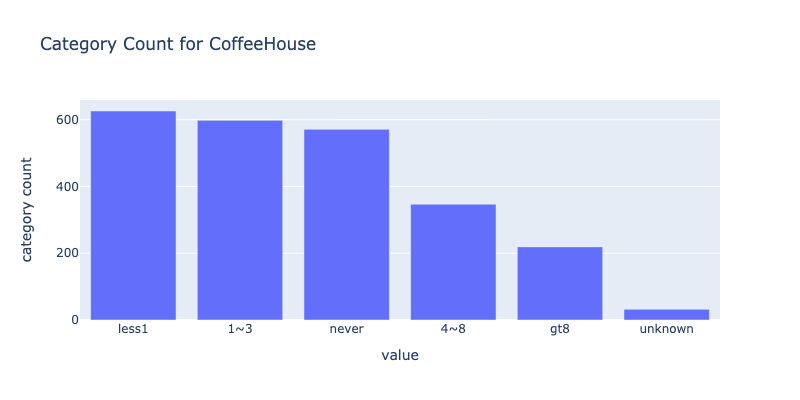 Category Count for CoffeeHouse
category count
600
400
200
0
less1 1~3 never 4~8 gt8 unknown
value